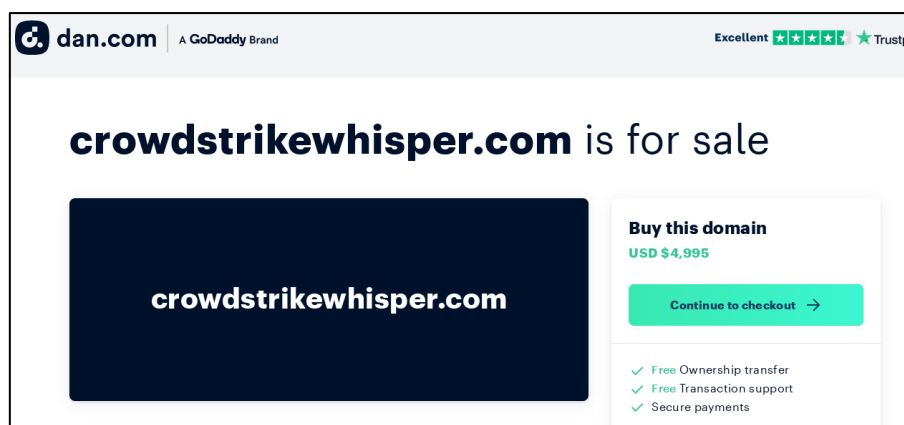 dan.com A GoDaddy Brand
Excellent Trustp
crowdstrikewhisper.com is for sale
crowdstrikewhisper.com
Buy this domain
USD $4,995
Continue to checkout
Free Ownership transfer
Free Transaction support
Secure payments